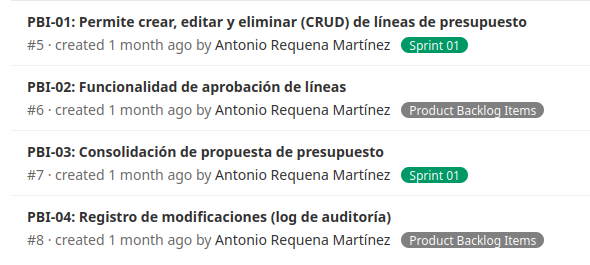 PBI-01: Permite crear, editar y eliminar (CRUD) de líneas de presupuesto
#5 · created 1 month ago by Antonio Requena Martínez Sprint 01
PBI-02: Funcionalidad de aprobación de líneas
#6 · created 1 month ago by Antonio Requena Martínez Product Backlog Items
PBI-03: Consolidación de propuesta de presupuesto
#7 · created 1 month ago by Antonio Requena Martínez Sprint 01
PBI-04: Registro de modificaciones (log de auditoría)
#8 · created 1 month ago by Antonio Requena Martínez Product Backlog Items